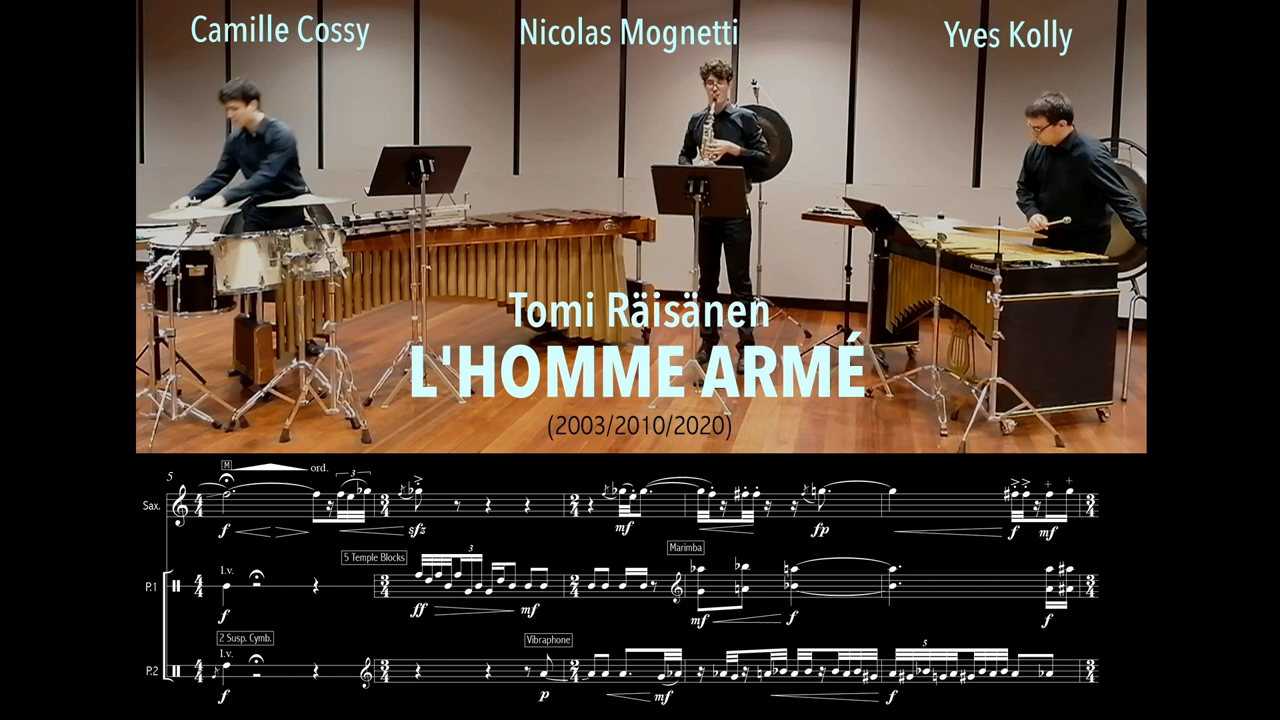 Camille Cossy
Nicolas Mognetti
Yves Kolly
Tomi Räisänen
L'HOMME ARMÉ
(2003/2010/2020)
5
M
ord.
3
Sax.
f
sfz
mf
fp
f
mf
l.v.
5 Temple Blocks
3
Marimba
P.1
f
ff
mf
mf
f
f
2 Susp. Cymb.
l.v.
Vibraphone
5
P.2
f
p
mf
f